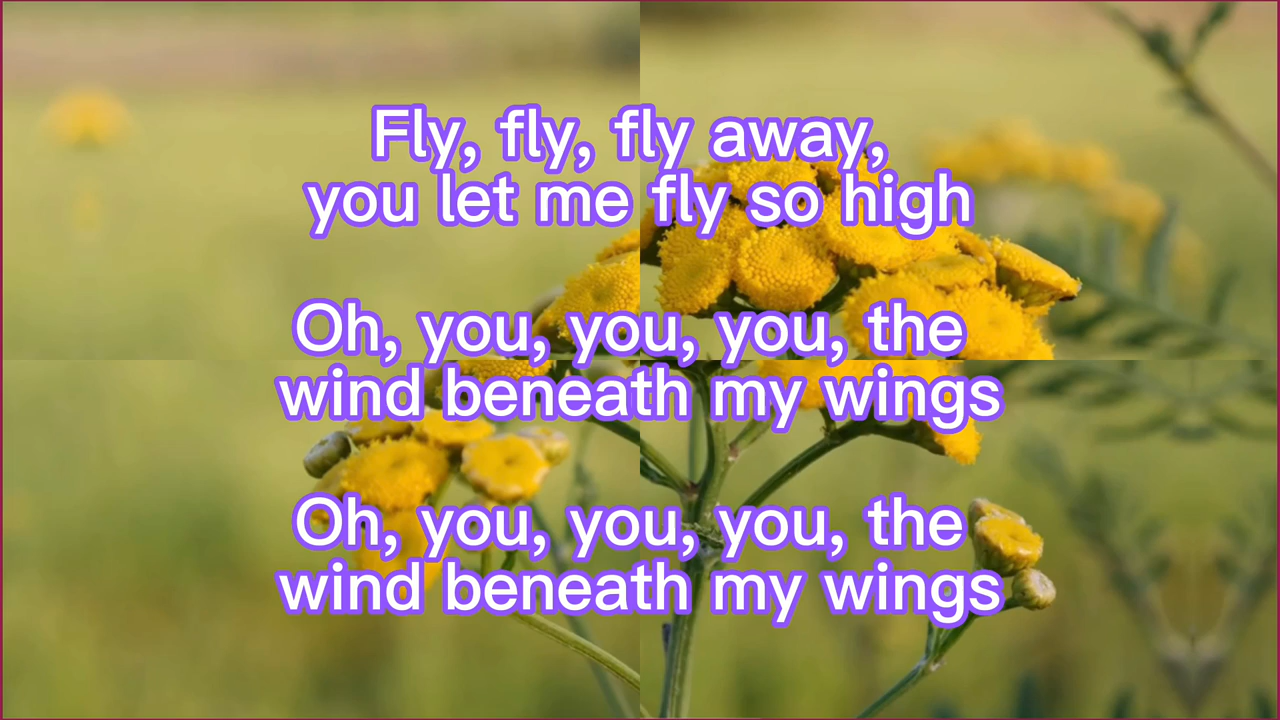 Fly, fly, fly away,
you let me fly so high
Oh, you, you, you, the
wind beneath my wings
Oh, you, you, you, the
wind beneath my wings